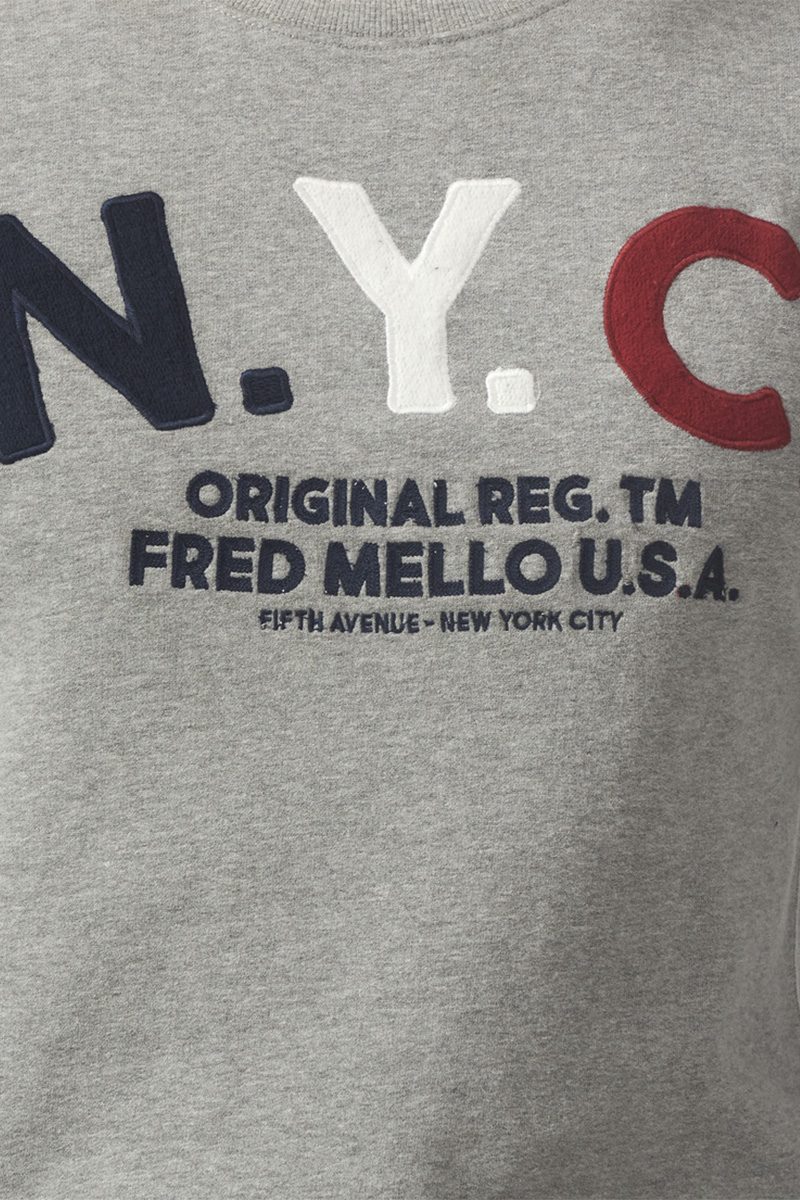 N.Y.C
ORIGINAL REG. TM
FRED MELLO U.S.A.
FIFTH AVENUE - NEW YORK CITY